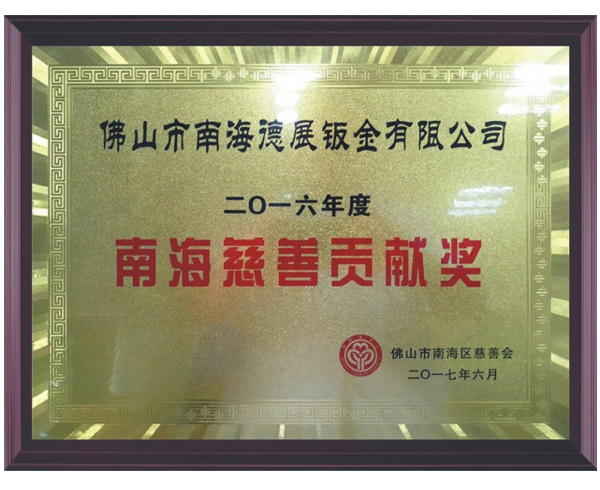 佛山市南海德展钣金有限公司
二〇一六年度
南海慈善贡献奖
佛山市南海区慈善会
二〇一七年六月